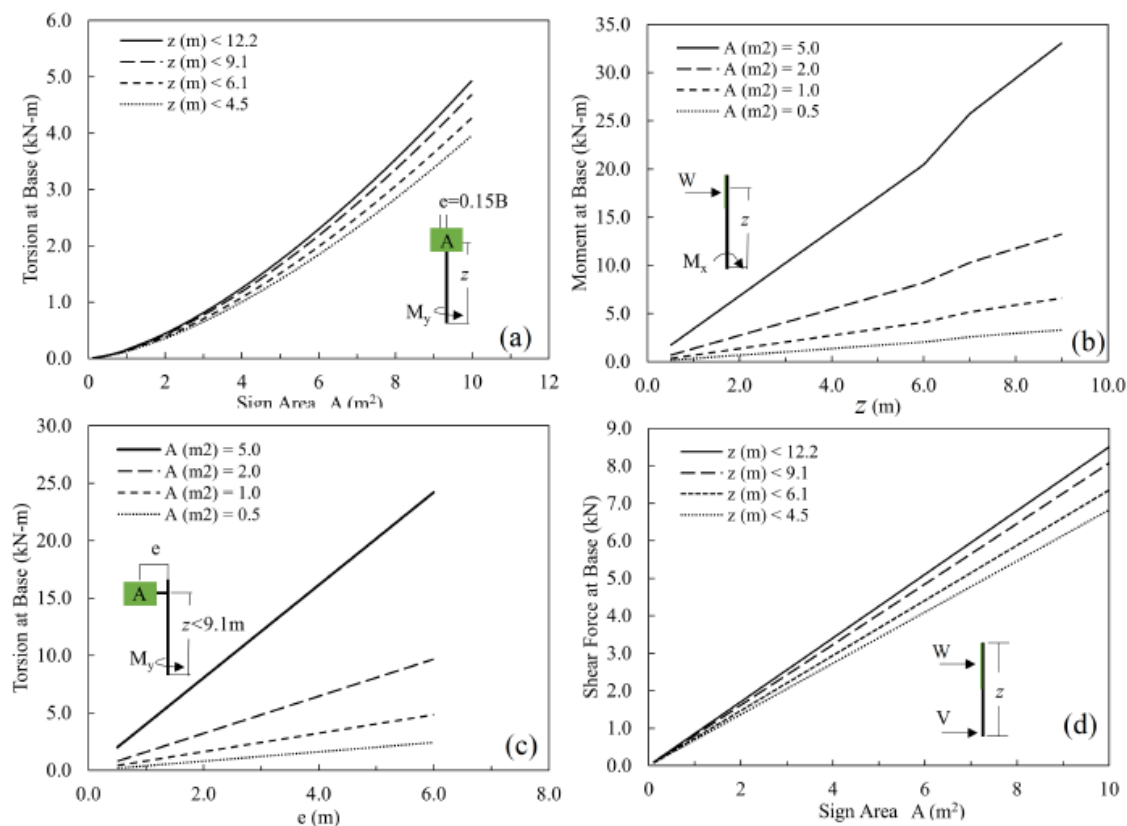 Torsion at Base (kN-m)
6.0
5.0
4.0
3.0
2.0
1.0
0.0
z (m) < 12.2
z (m) < 9.1
z (m) < 6.1
z (m) < 4.5
e=0.15B
A
z
My
(a)
0 2 4 6 8 10 12
Sign Area A (m²)
Moment at Base (kN-m)
35.0
30.0
25.0
20.0
15.0
10.0
5.0
0.0
A (m2) = 5.0
A (m2) = 2.0
A (m2) = 1.0
A (m2) = 0.5
W
z
Mx
(b)
0.0 2.0 4.0 6.0 8.0 10.0
z (m)
Torsion at Base (kN-m)
30.0
25.0
20.0
15.0
10.0
5.0
0.0
A (m2) = 5.0
A (m2) = 2.0
A (m2) = 1.0
A (m2) = 0.5
e
A
z<9.1m
My
(c)
0.0 2.0 4.0 6.0 8.0
e (m)
Shear Force at Base (kN)
9.0
8.0
7.0
6.0
5.0
4.0
3.0
2.0
1.0
0.0
z (m) < 12.2
z (m) < 9.1
z (m) < 6.1
z (m) < 4.5
W
z
V
(d)
0 2 4 6 8 10
Sign Area A (m²)